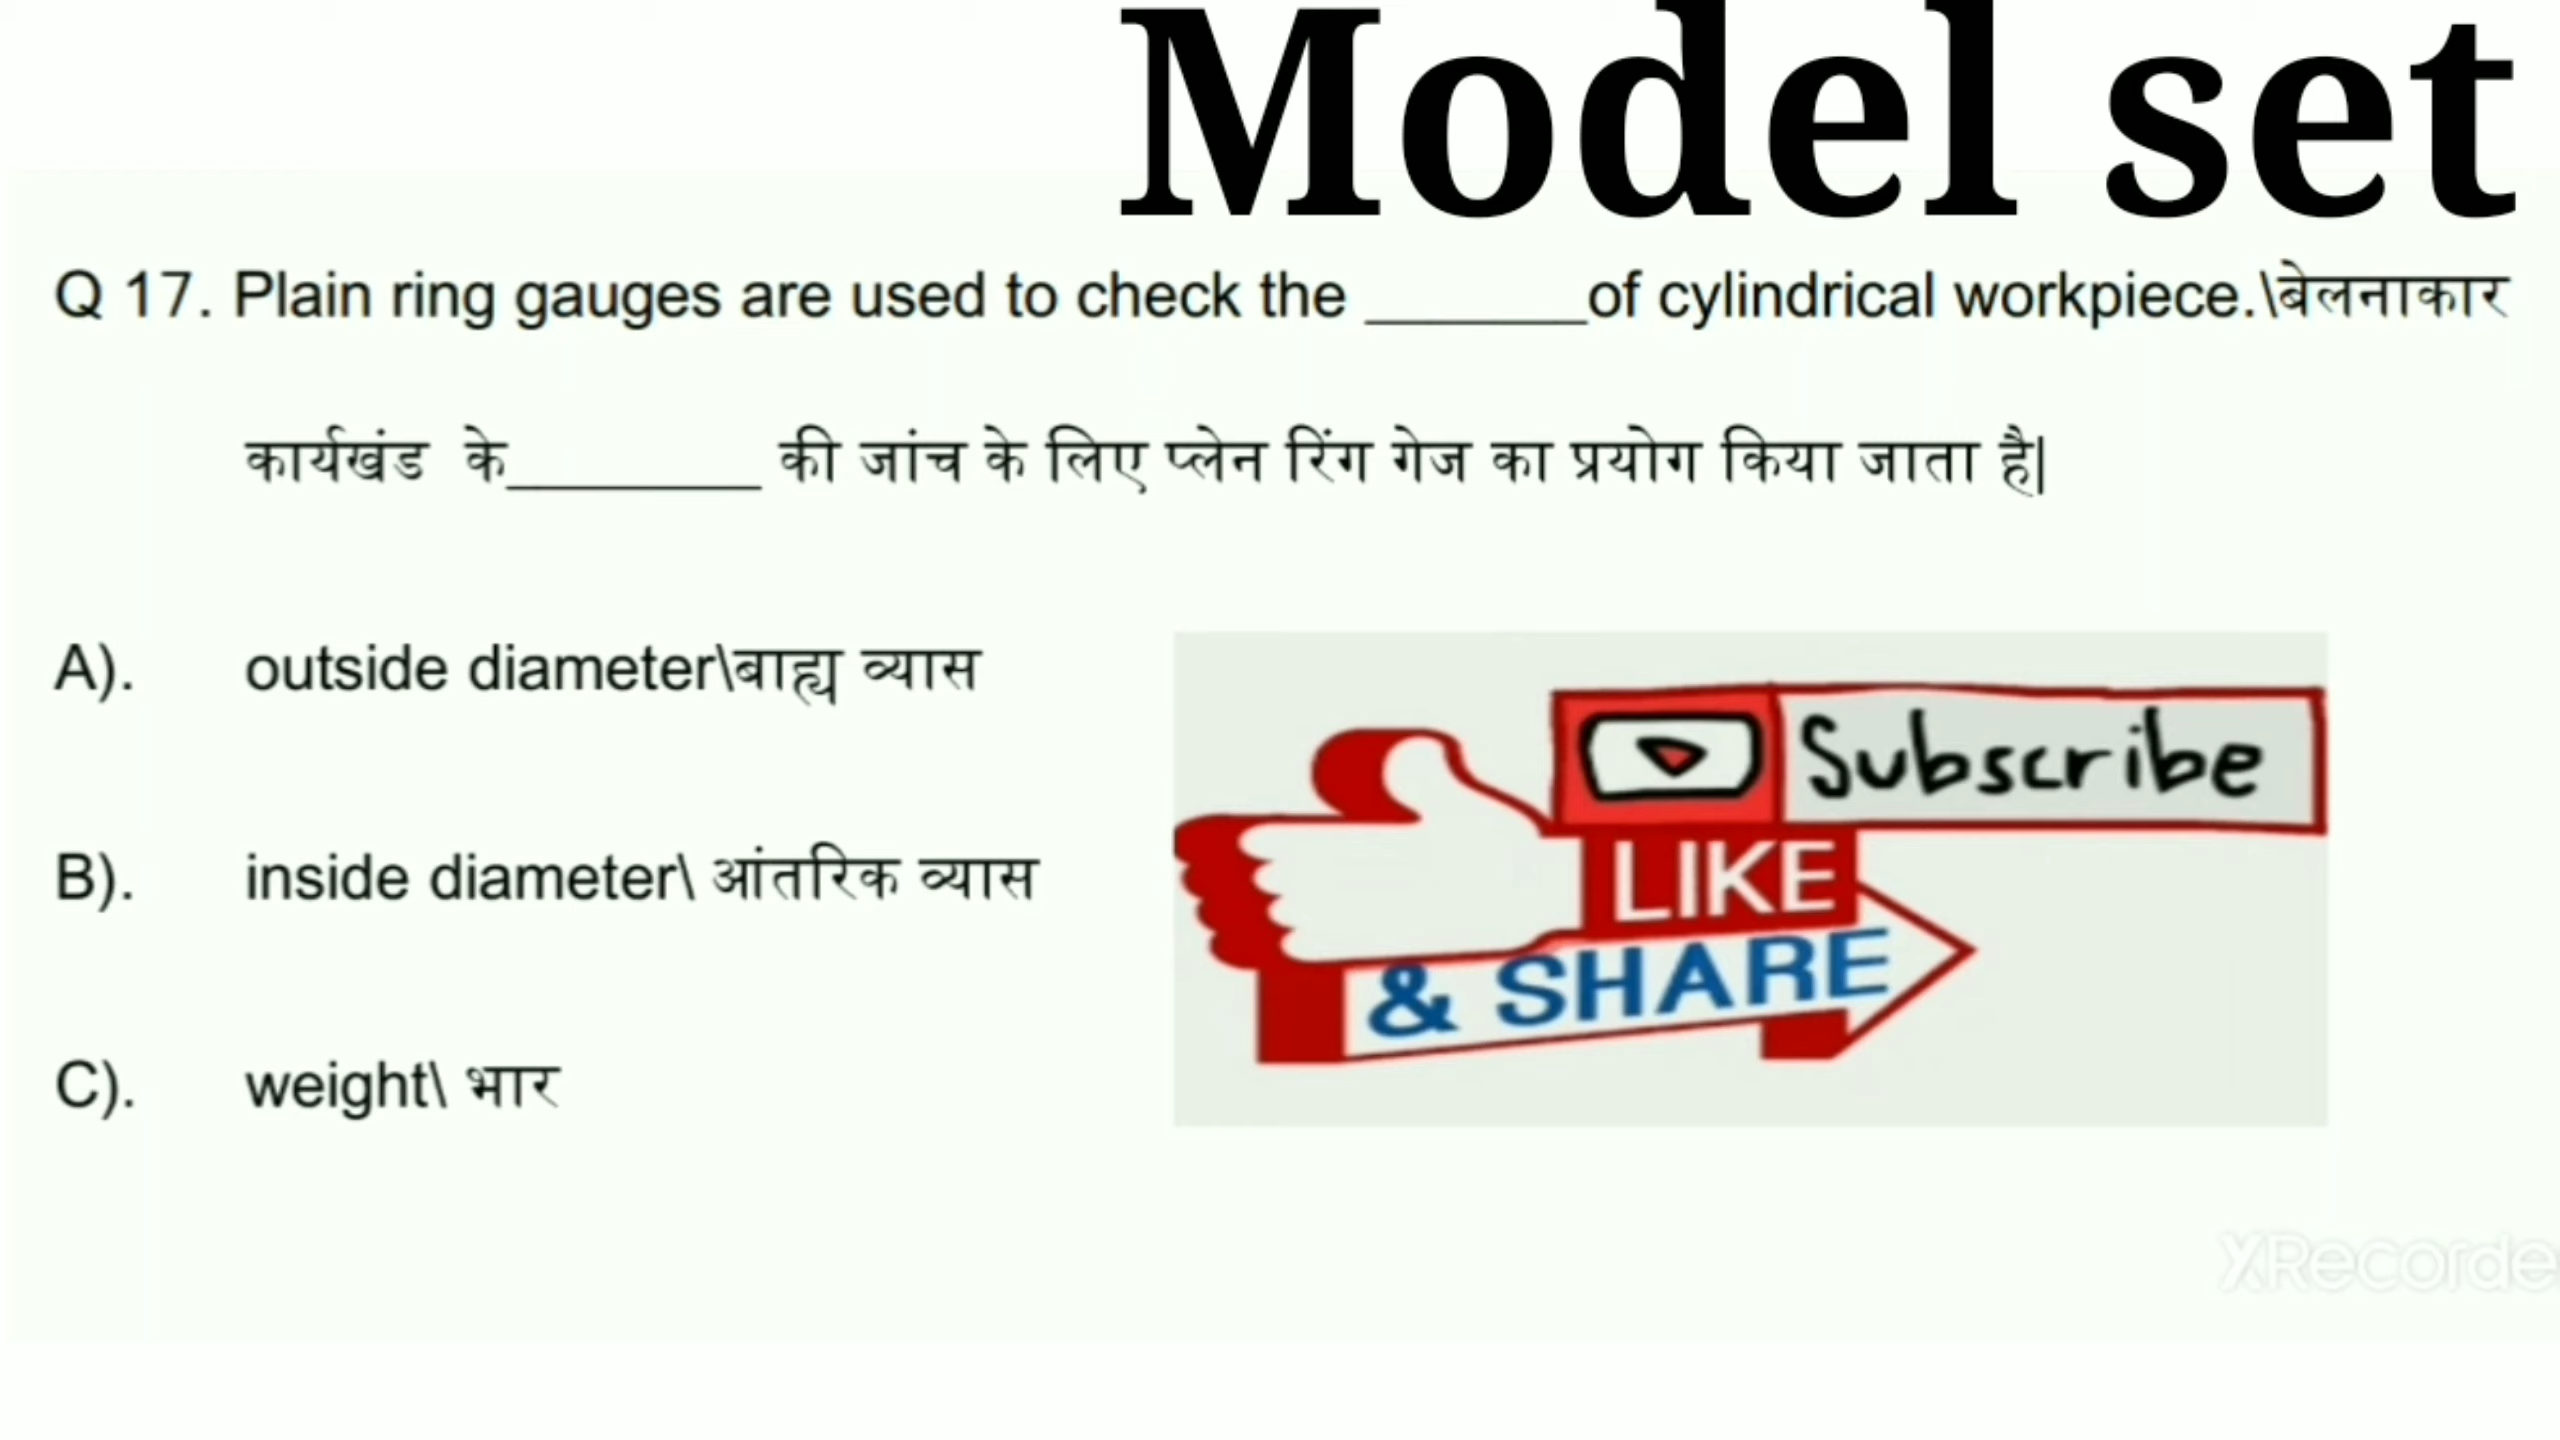 Model set
Q 17. Plain ring gauges are used to check the _______of cylindrical workpiece.\बेलनाकार
कार्यखंड के________ की जांच के लिए प्लेन रिंग गेज का प्रयोग किया जाता है|
A). outside diameter\बाह्य व्यास
Subscribe
B). inside diameter\ आंतरिक व्यास
LIKE
& SHARE
C). weight\ भार
XRecorde